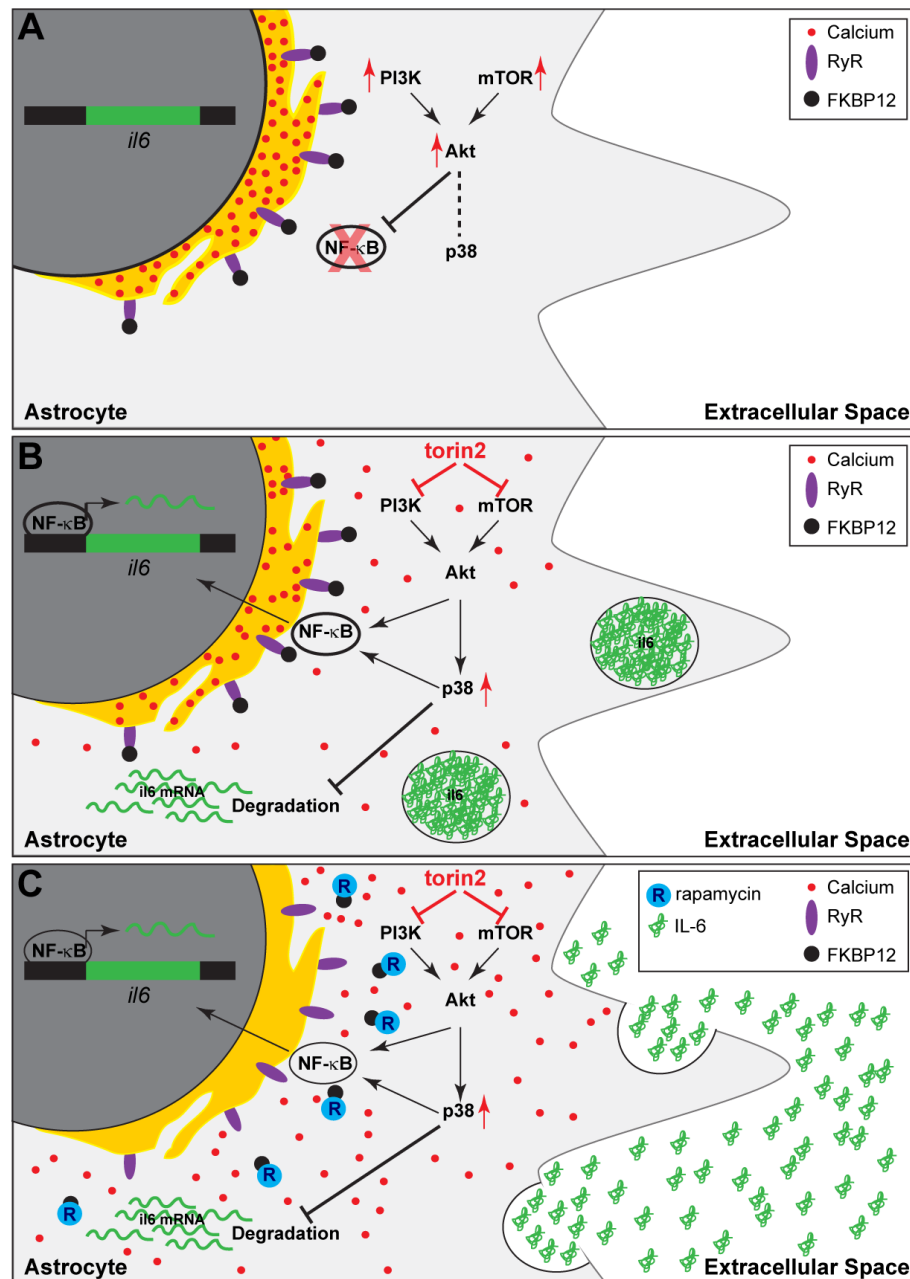 A
Calcium
RyR
FKBP12
PI3K
mTOR
Akt
il6
NF-κB
X
p38
Astrocyte
Extracellular Space
B
torin2
Calcium
RyR
FKBP12
PI3K
mTOR
NF-κB
il6
Akt
NF-κB
il6
p38
il6 mRNA
Degradation
il6
Astrocyte
Extracellular Space
C
torin2
R rapamycin
IL-6
Calcium
RyR
FKBP12
R
PI3K
mTOR
NF-κB
il6
R
Akt
R
NF-κB
R
p38
R
R
il6 mRNA
Degradation
Astrocyte
Extracellular Space